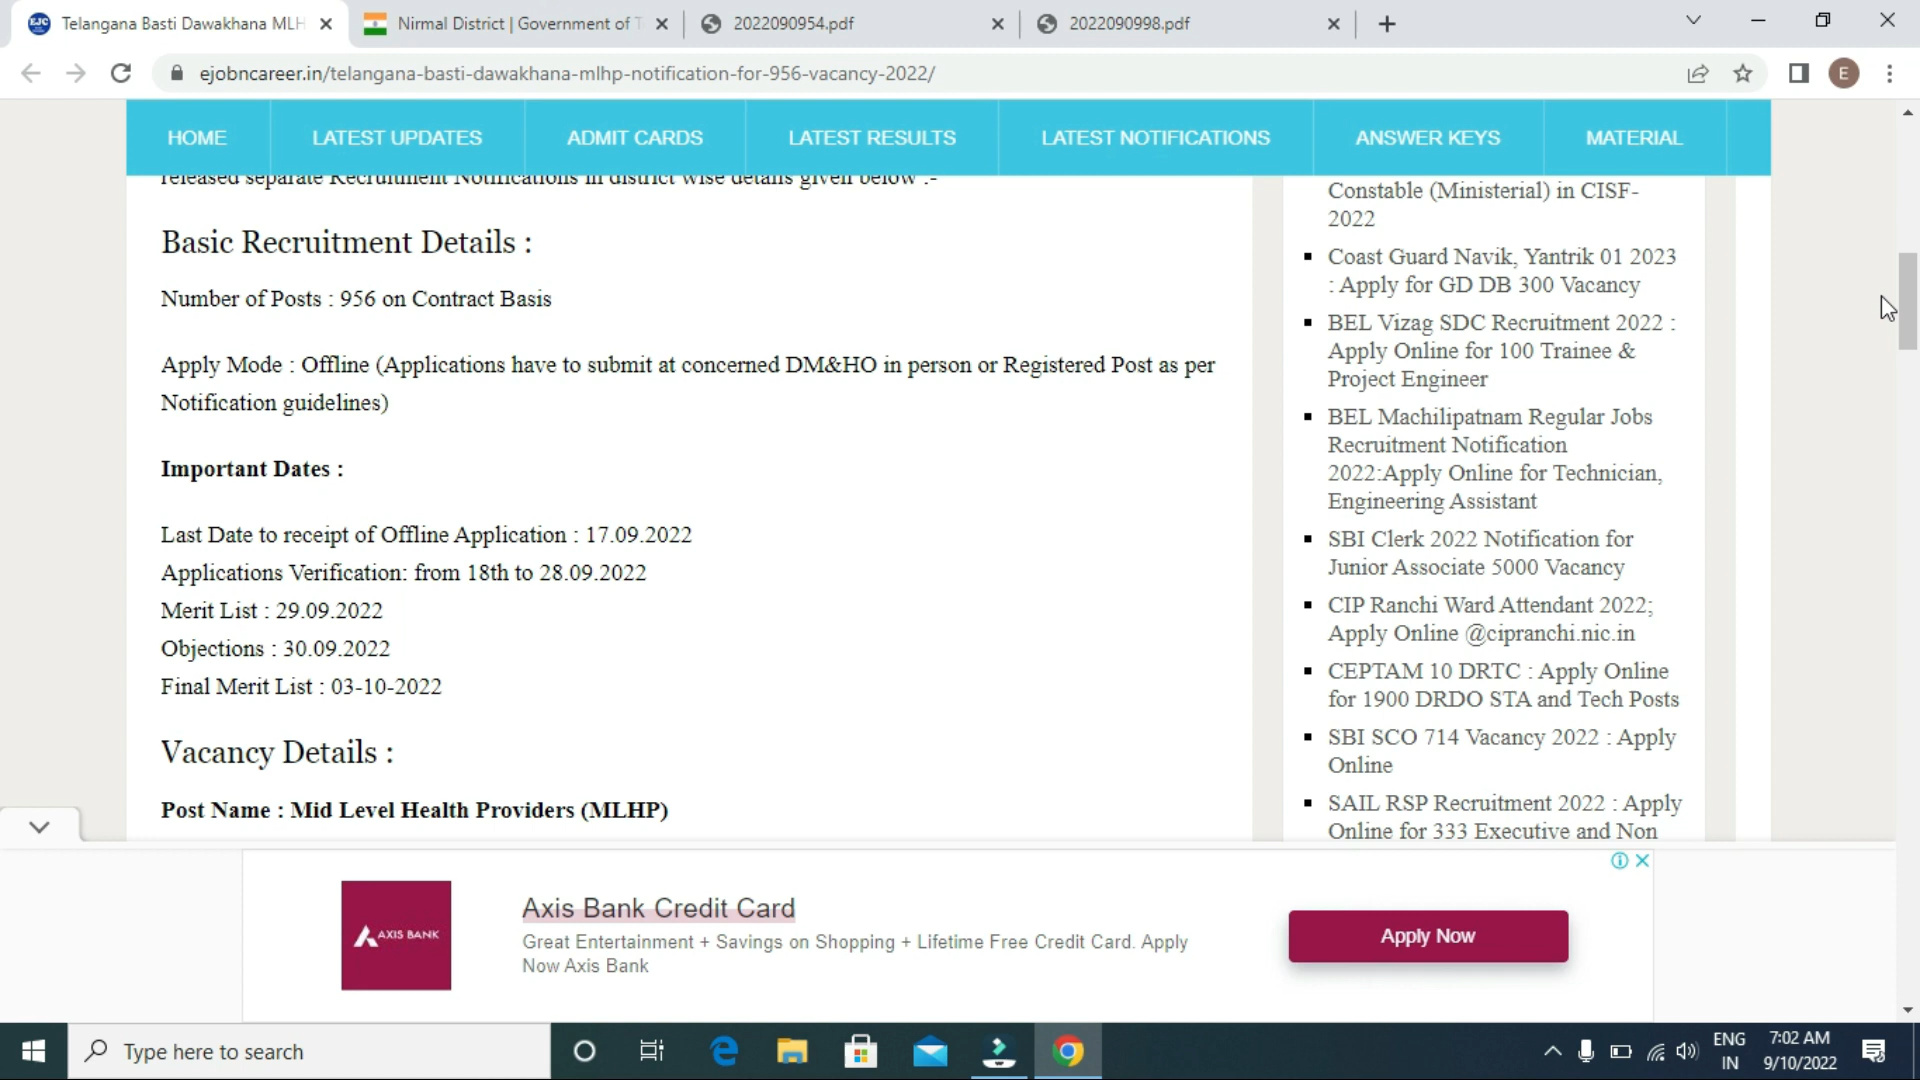 EJC Telangana Basti Dawakhana MLH
Nirmal District | Government of T
2022090954.pdf
2022090998.pdf
ejobncareer.in/telangana-basti-dawakhana-mlhp-notification-for-956-vacancy-2022/
E
HOME
LATEST UPDATES
ADMIT CARDS
LATEST RESULTS
LATEST NOTIFICATIONS
ANSWER KEYS
MATERIAL
released separate Recruitment Notifications in district wise details given below :-
Basic Recruitment Details :
Number of Posts : 956 on Contract Basis
Apply Mode : Offline (Applications have to submit at concerned DM&HO in person or Registered Post as per
Notification guidelines)
Important Dates :
Last Date to receipt of Offline Application : 17.09.2022
Applications Verification: from 18th to 28.09.2022
Merit List : 29.09.2022
Objections : 30.09.2022
Final Merit List : 03-10-2022
Vacancy Details :
Post Name : Mid Level Health Providers (MLHP)
Constable (Ministerial) in CISF-
2022
Coast Guard Navik, Yantrik 01 2023
: Apply for GD DB 300 Vacancy
BEL Vizag SDC Recruitment 2022 :
Apply Online for 100 Trainee &
Project Engineer
BEL Machilipatnam Regular Jobs
Recruitment Notification
2022:Apply Online for Technician,
Engineering Assistant
SBI Clerk 2022 Notification for
Junior Associate 5000 Vacancy
CIP Ranchi Ward Attendant 2022;
Apply Online @cipranchi.nic.in
CEPTAM 10 DRTC : Apply Online
for 1900 DRDO STA and Tech Posts
SBI SCO 714 Vacancy 2022 : Apply
Online
SAIL RSP Recruitment 2022 : Apply
Online for 333 Executive and Non
AXIS BANK
Axis Bank Credit Card
Great Entertainment + Savings on Shopping + Lifetime Free Credit Card. Apply
Now Axis Bank
Apply Now
Type here to search
ENG
IN
7:02 AM
9/10/2022